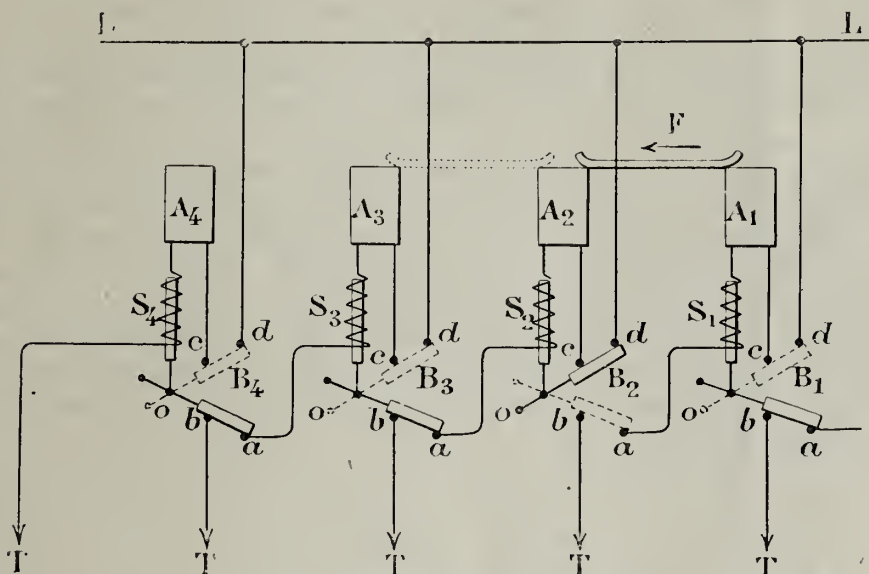 L L
F
A4 A3 A2 A1
S4 S3 S2 S1
c d c d c d c d
B4 B3 B2 B1
o o o o
b a b a b a b a
T T T T T